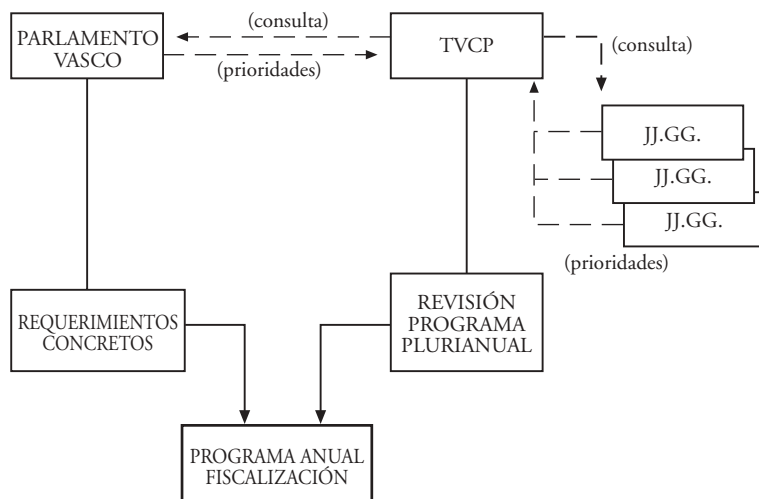 PARLAMENTO
VASCO
(consulta)
(prioridades)
TVCP
(consulta)
JJ.GG.
JJ.GG.
JJ.GG.
(prioridades)
REQUERIMIENTOS
CONCRETOS
REVISIÓN
PROGRAMA
PLURIANUAL
PROGRAMA ANUAL
FISCALIZACIÓN